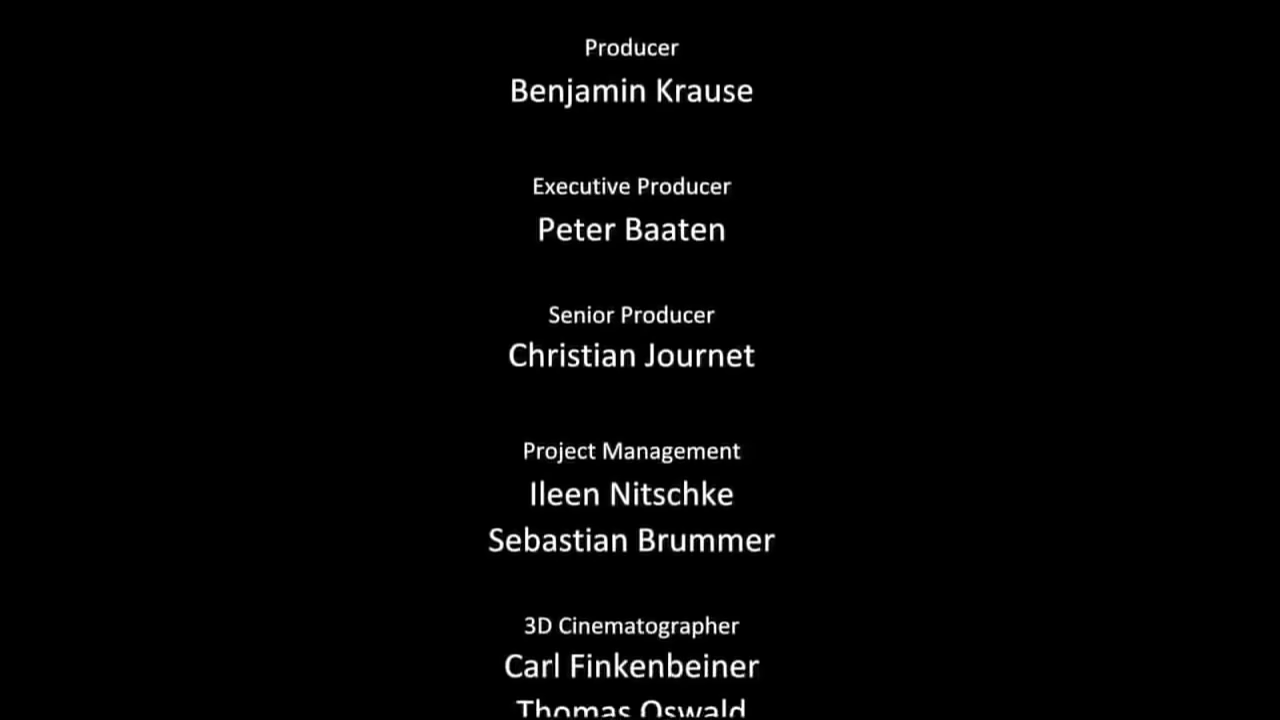 Producer
Benjamin Krause
Executive Producer
Peter Baaten
Senior Producer
Christian Journet
Project Management
Ileen Nitschke
Sebastian Brummer
3D Cinematographer
Carl Finkenbeiner
Thomas Oswald